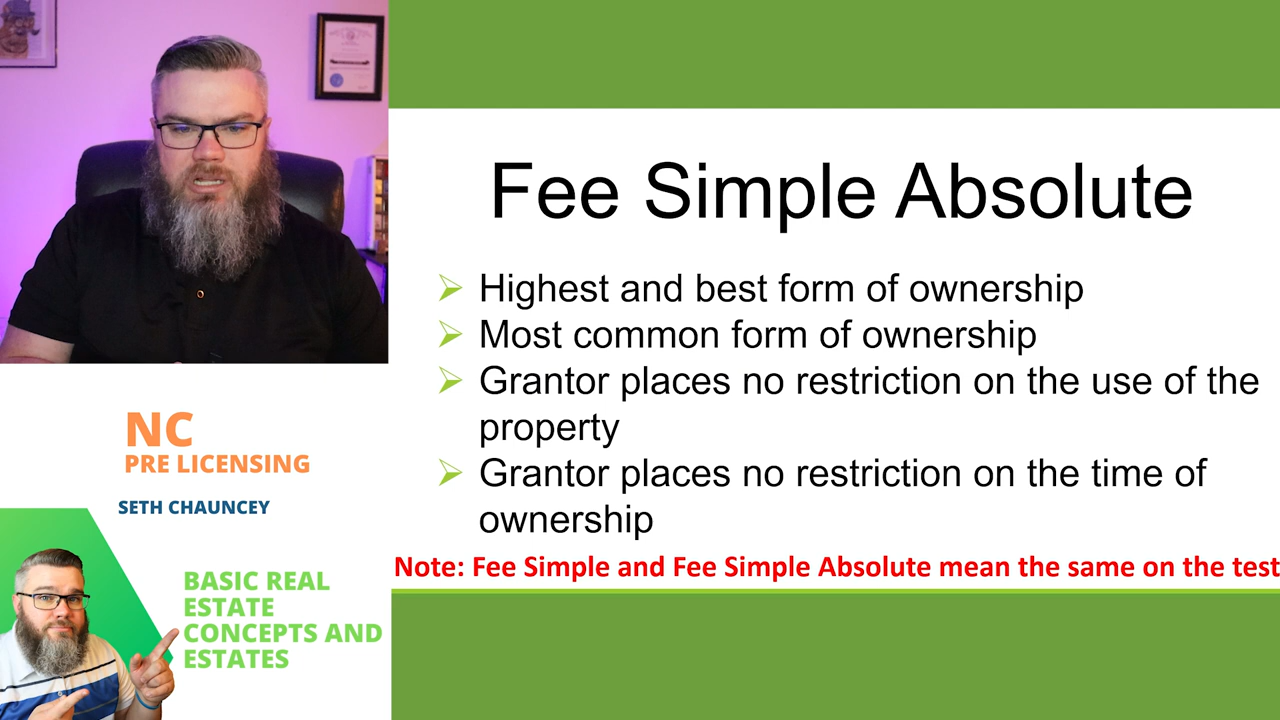 Fee Simple Absolute
Highest and best form of ownership
Most common form of ownership
Grantor places no restriction on the use of the
property
Grantor places no restriction on the time of
ownership
Note: Fee Simple and Fee Simple Absolute mean the same on the test
NC
PRE LICENSING
SETH CHAUNCEY
BASIC REAL
ESTATE
CONCEPTS AND
ESTATES